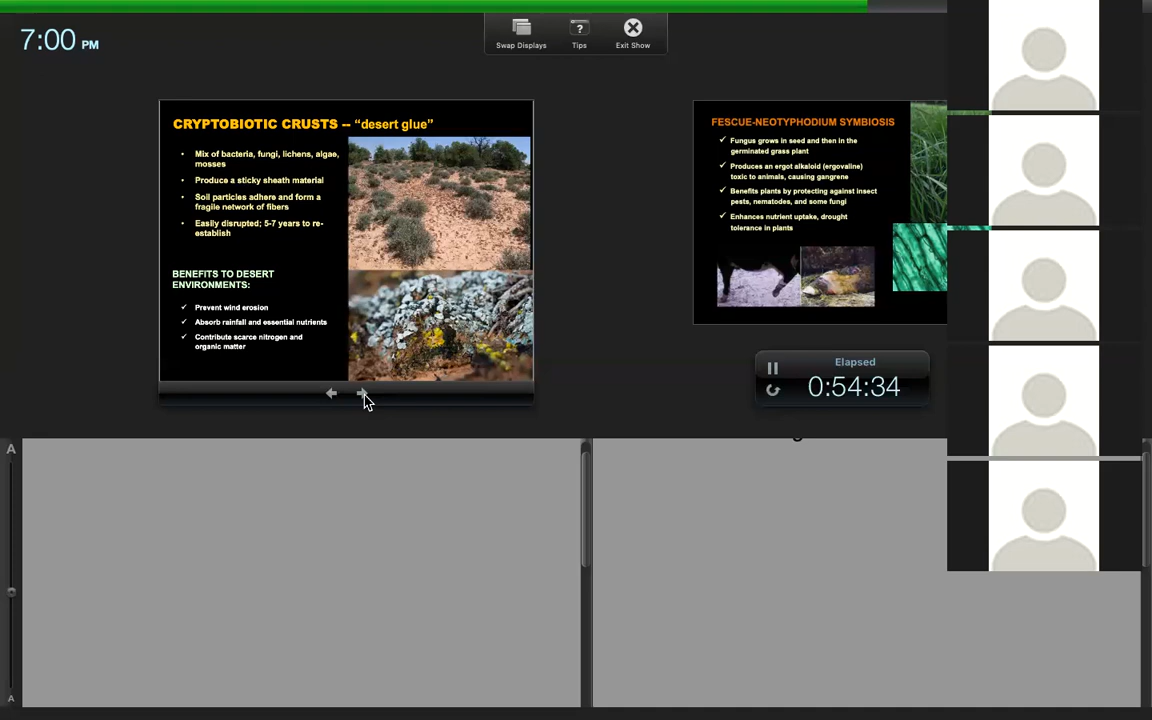 7:00 PM
Swap Displays
Tips
Exit Show
CRYPTOBIOTIC CRUSTS -- “desert glue”
• Mix of bacteria, fungi, lichens, algae,
mosses
• Produce a sticky sheath material
• Soil particles adhere and form a
fragile network of fibers
• Easily disrupted; 5-7 years to re-
establish
BENEFITS TO DESERT
ENVIRONMENTS:
✓ Prevent wind erosion
✓ Absorb rainfall and essential nutrients
✓ Contribute scarce nitrogen and
organic matter
FESCUE-NEOTYPHODIUM SYMBIOSIS
✓ Fungus grows in seed and then in the
germinated grass plant
✓ Produces an ergot alkaloid (ergovaline)
toxic to animals, causing gangrene
✓ Benefits plants by protecting against insect
pests, nematodes, and some fungi
✓ Enhances nutrient uptake, drought
tolerance in plants
Elapsed
0:54:34
A
A